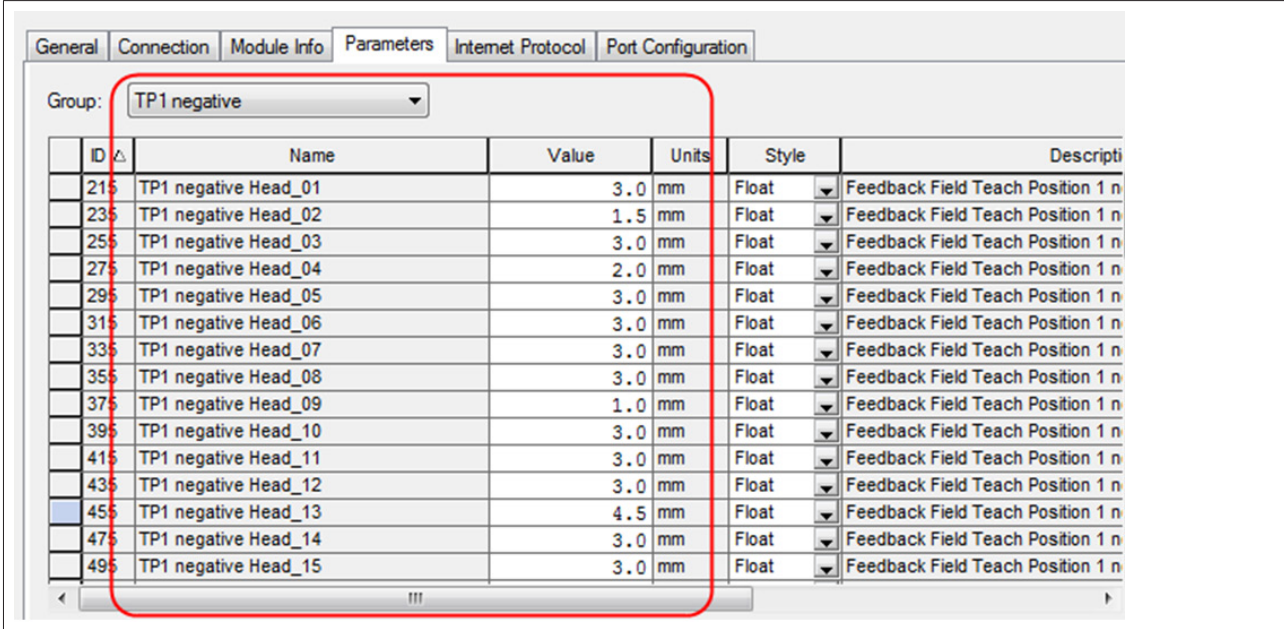 General Connection Module Info Parameters Internet Protocol Port Configuration
Group: TP1 negative
ID Name Value Units Style Descripti
215 TP1 negative Head_01 3.0 mm Float Feedback Field Teach Position 1 n
235 TP1 negative Head_02 1.5 mm Float Feedback Field Teach Position 1 n
255 TP1 negative Head_03 3.0 mm Float Feedback Field Teach Position 1 n
275 TP1 negative Head_04 2.0 mm Float Feedback Field Teach Position 1 n
295 TP1 negative Head_05 3.0 mm Float Feedback Field Teach Position 1 n
315 TP1 negative Head_06 3.0 mm Float Feedback Field Teach Position 1 n
335 TP1 negative Head_07 3.0 mm Float Feedback Field Teach Position 1 n
355 TP1 negative Head_08 3.0 mm Float Feedback Field Teach Position 1 n
375 TP1 negative Head_09 1.0 mm Float Feedback Field Teach Position 1 n
395 TP1 negative Head_10 3.0 mm Float Feedback Field Teach Position 1 n
415 TP1 negative Head_11 3.0 mm Float Feedback Field Teach Position 1 n
435 TP1 negative Head_12 3.0 mm Float Feedback Field Teach Position 1 n
455 TP1 negative Head_13 4.5 mm Float Feedback Field Teach Position 1 n
475 TP1 negative Head_14 3.0 mm Float Feedback Field Teach Position 1 n
495 TP1 negative Head_15 3.0 mm Float Feedback Field Teach Position 1 n